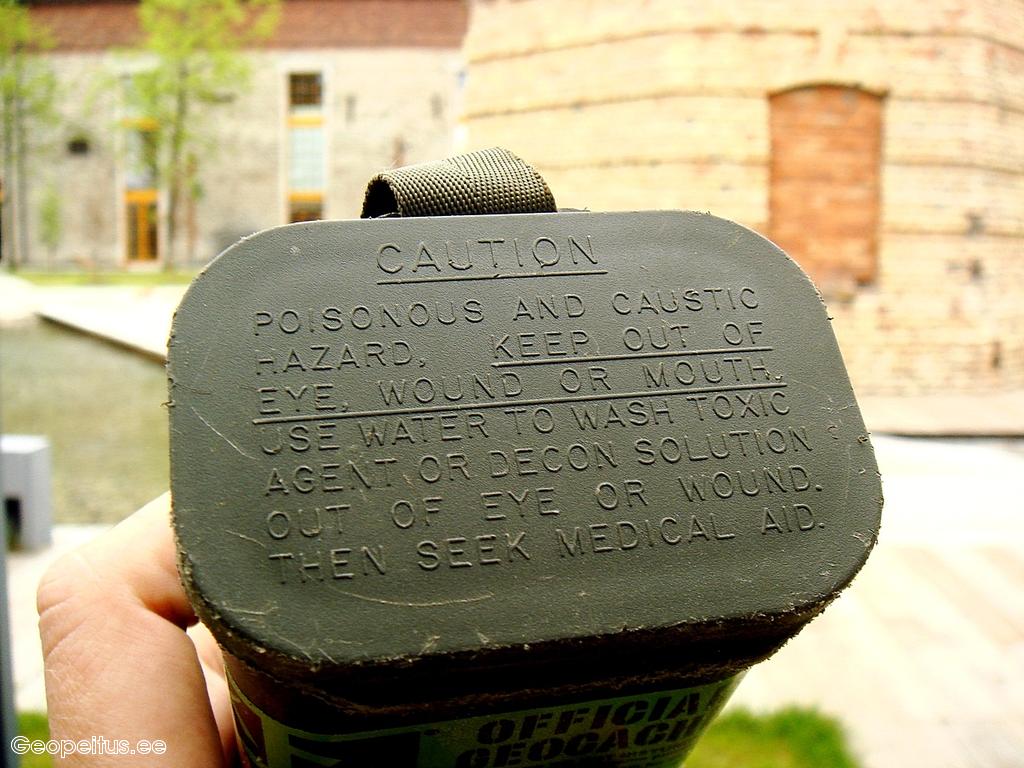 CAUTION
POISONOUS AND CAUSTIC
HAZARD, KEEP OUT OF
EYE, WOUND OR MOUTH.
USE WATER TO WASH TOXIC
AGENT OR DECON SOLUTION
OUT OF EYE OR WOUND.
THEN SEEK MEDICAL AID.
OFFICIAL
Geopeitus.ee